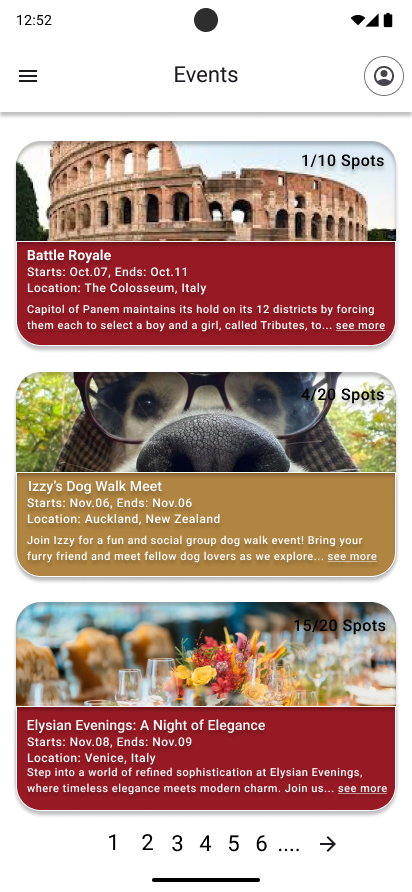 12:52
Events
1/10 Spots
Battle Royale
Starts: Oct.07, Ends: Oct.11
Location: The Colosseum, Italy
Capitol of Panem maintains its hold on its 12 districts by forcing
them each to select a boy and a girl, called Tributes, to... see more
4/20 Spots
Izzy's Dog Walk Meet
Starts: Nov.06, Ends: Nov.06
Location: Auckland, New Zealand
Join Izzy for a fun and social group dog walk event! Bring your
furry friend and meet fellow dog lovers as we explore... see more
15/20 Spots
Elysian Evenings: A Night of Elegance
Starts: Nov.08, Ends: Nov.09
Location: Venice, Italy
Step into a world of refined sophistication at Elysian Evenings,
where timeless elegance meets modern charm. Join us... see more
1 2 3 4 5 6 .... →